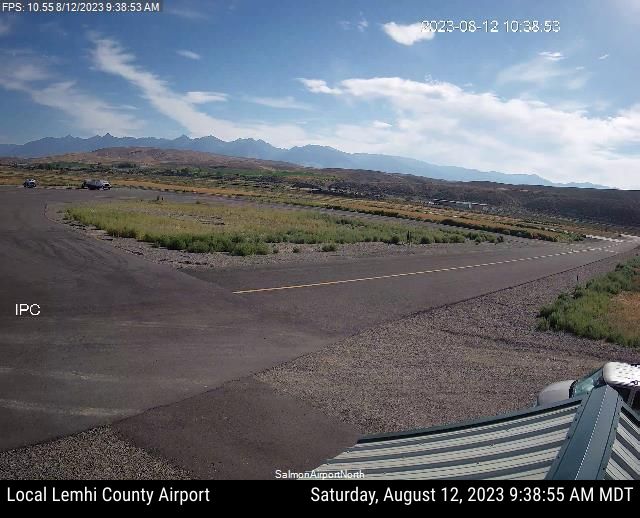 FPS: 10.55 8/12/2023 9:38:53 AM
2023-08-12 10:38:53
IPC
SalmonAirportNorth
Local Lemhi County Airport
Saturday, August 12, 2023 9:38:55 AM MDT